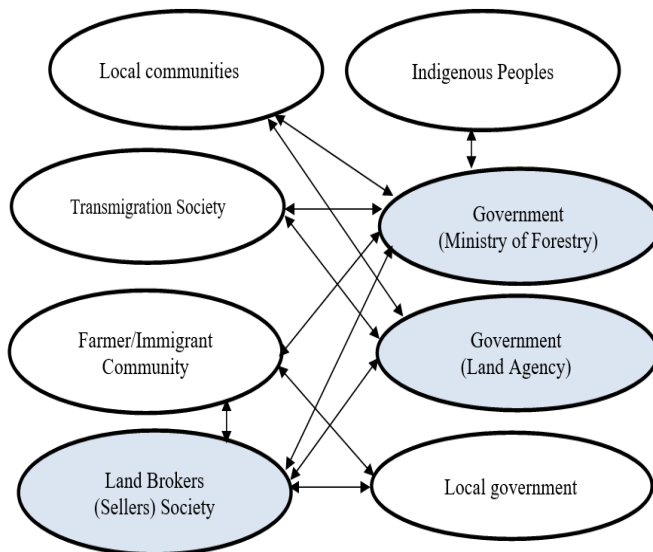 Local communities
Indigenous Peoples
Transmigration Society
Government
(Ministry of Forestry)
Farmer/Immigrant
Community
Government
(Land Agency)
Land Brokers
(Sellers) Society
Local government